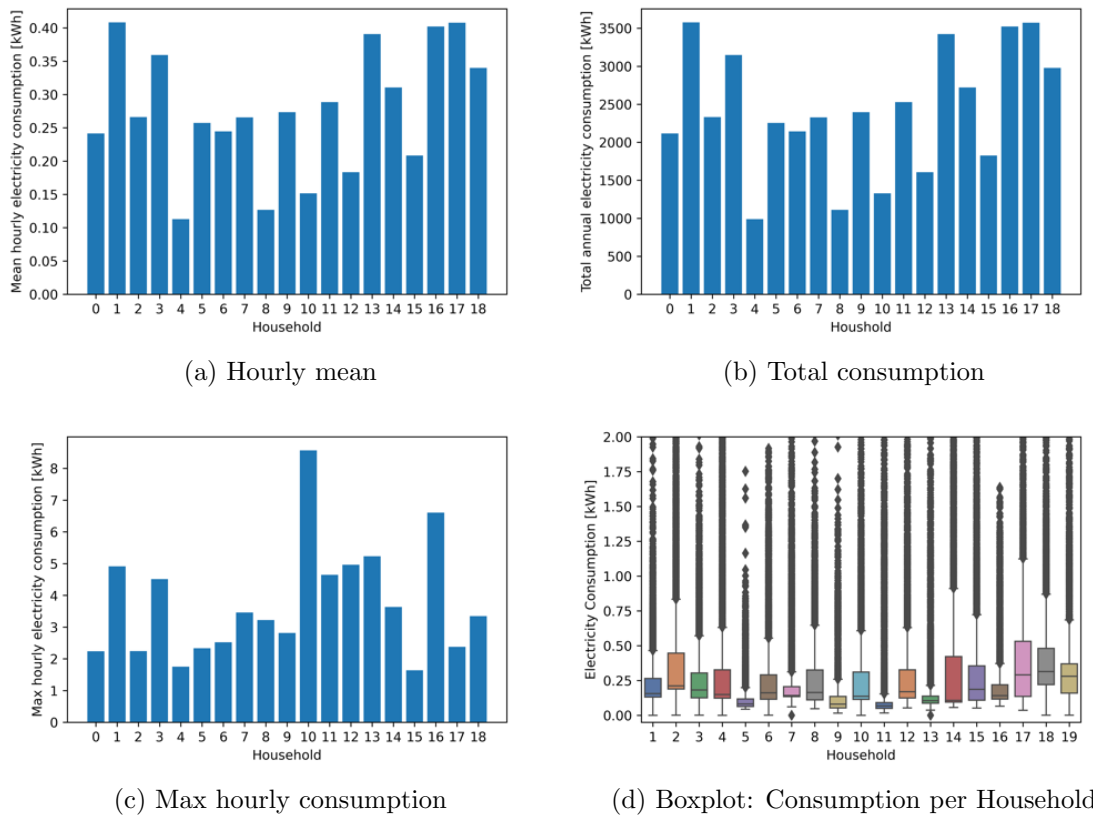 Mean hourly electricity consumption [kWh]
0.40
0.35
0.30
0.25
0.20
0.15
0.10
0.05
0.00
0 1 2 3 4 5 6 7 8 9 10 11 12 13 14 15 16 17 18
Household
(a) Hourly mean
Total annual electricity consumption [kWh]
3500
3000
2500
2000
1500
1000
500
0
0 1 2 3 4 5 6 7 8 9 10 11 12 13 14 15 16 17 18
Houshold
(b) Total consumption
Max hourly electricity consumption [kWh]
8
7
6
5
4
3
2
1
0
0 1 2 3 4 5 6 7 8 9 10 11 12 13 14 15 16 17 18
Household
(c) Max hourly consumption
Electricity Consumption [kWh]
2.00
1.75
1.50
1.25
1.00
0.75
0.50
0.25
0.00
1 2 3 4 5 6 7 8 9 10 11 12 13 14 15 16 17 18 19
Household
(d) Boxplot: Consumption per Household